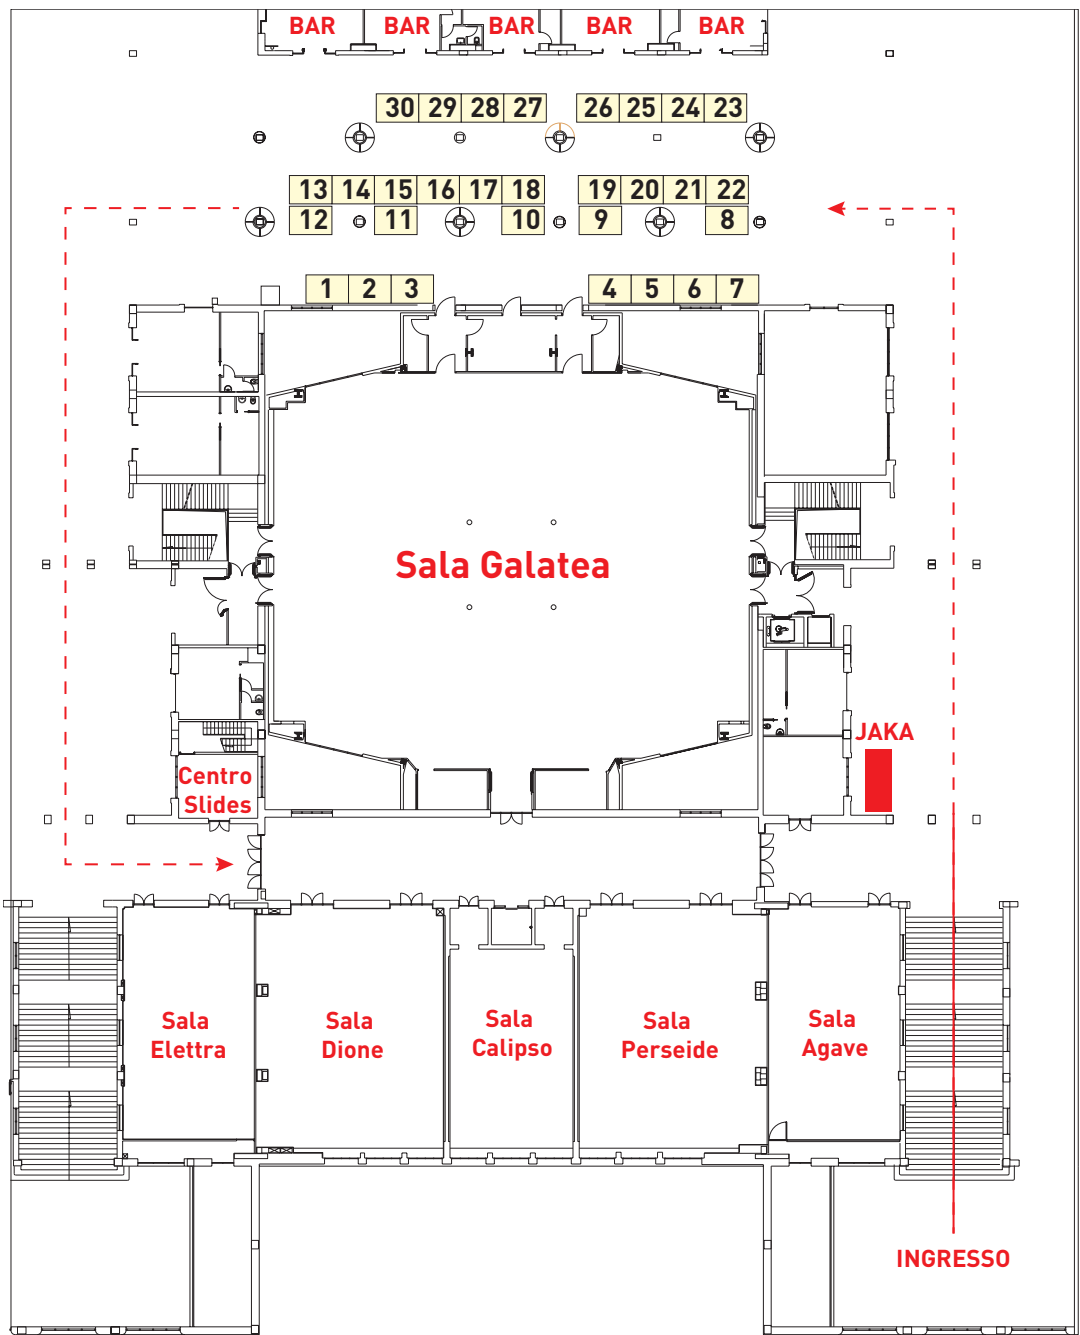 BAR BAR BAR BAR BAR
30 29 28 27 26 25 24 23
13 14 15 16 17 18 19 20 21 22
12 11 10 9 8
1 2 3 4 5 6 7
Sala Galatea
JAKA
Centro
Slides
Sala
Elettra
Sala
Dione
Sala
Calipso
Sala
Perseide
Sala
Agave
INGRESSO